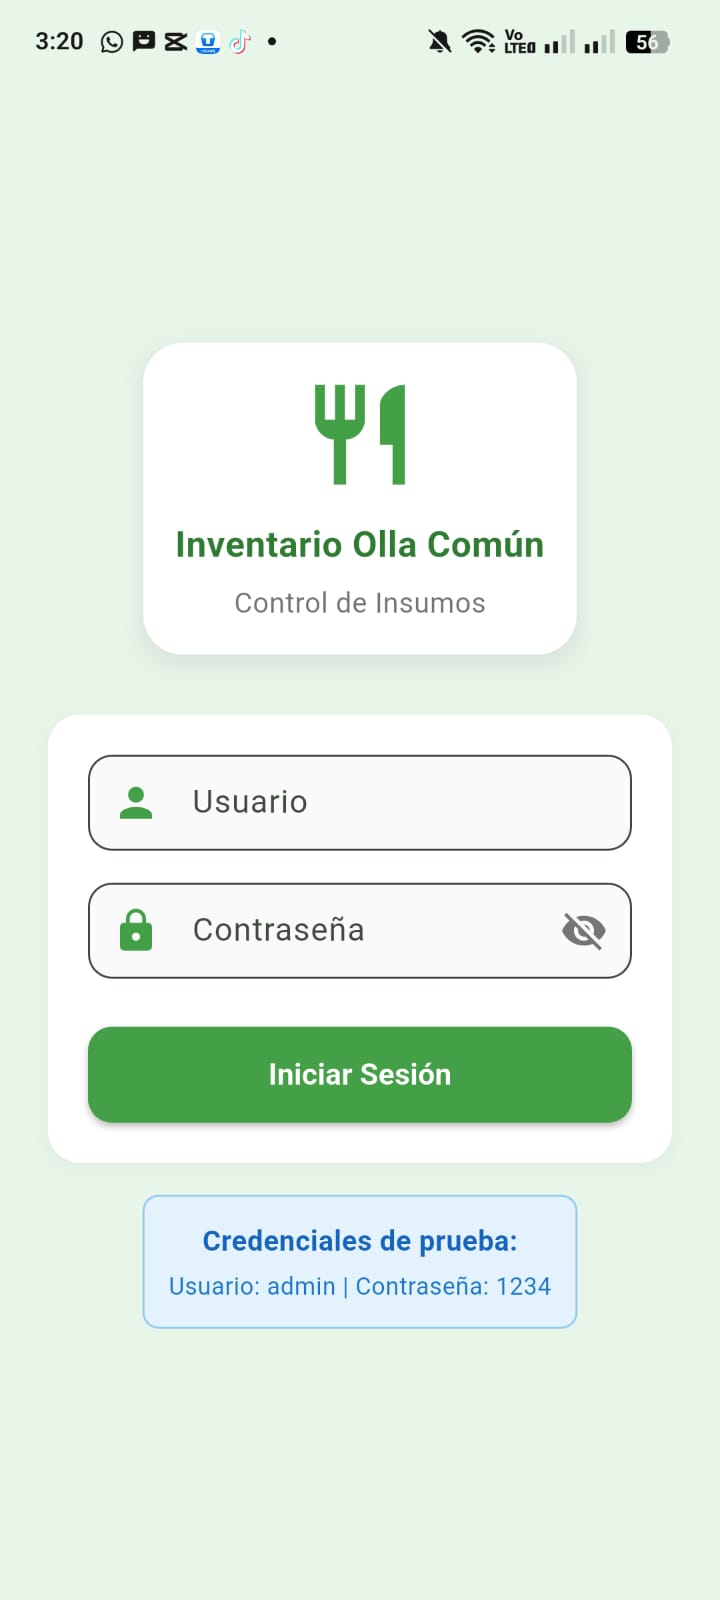 3:20
Vo
LTE
56
Inventario Olla Común
Control de Insumos
Usuario
Contraseña
Iniciar Sesión
Credenciales de prueba:
Usuario: admin | Contraseña: 1234